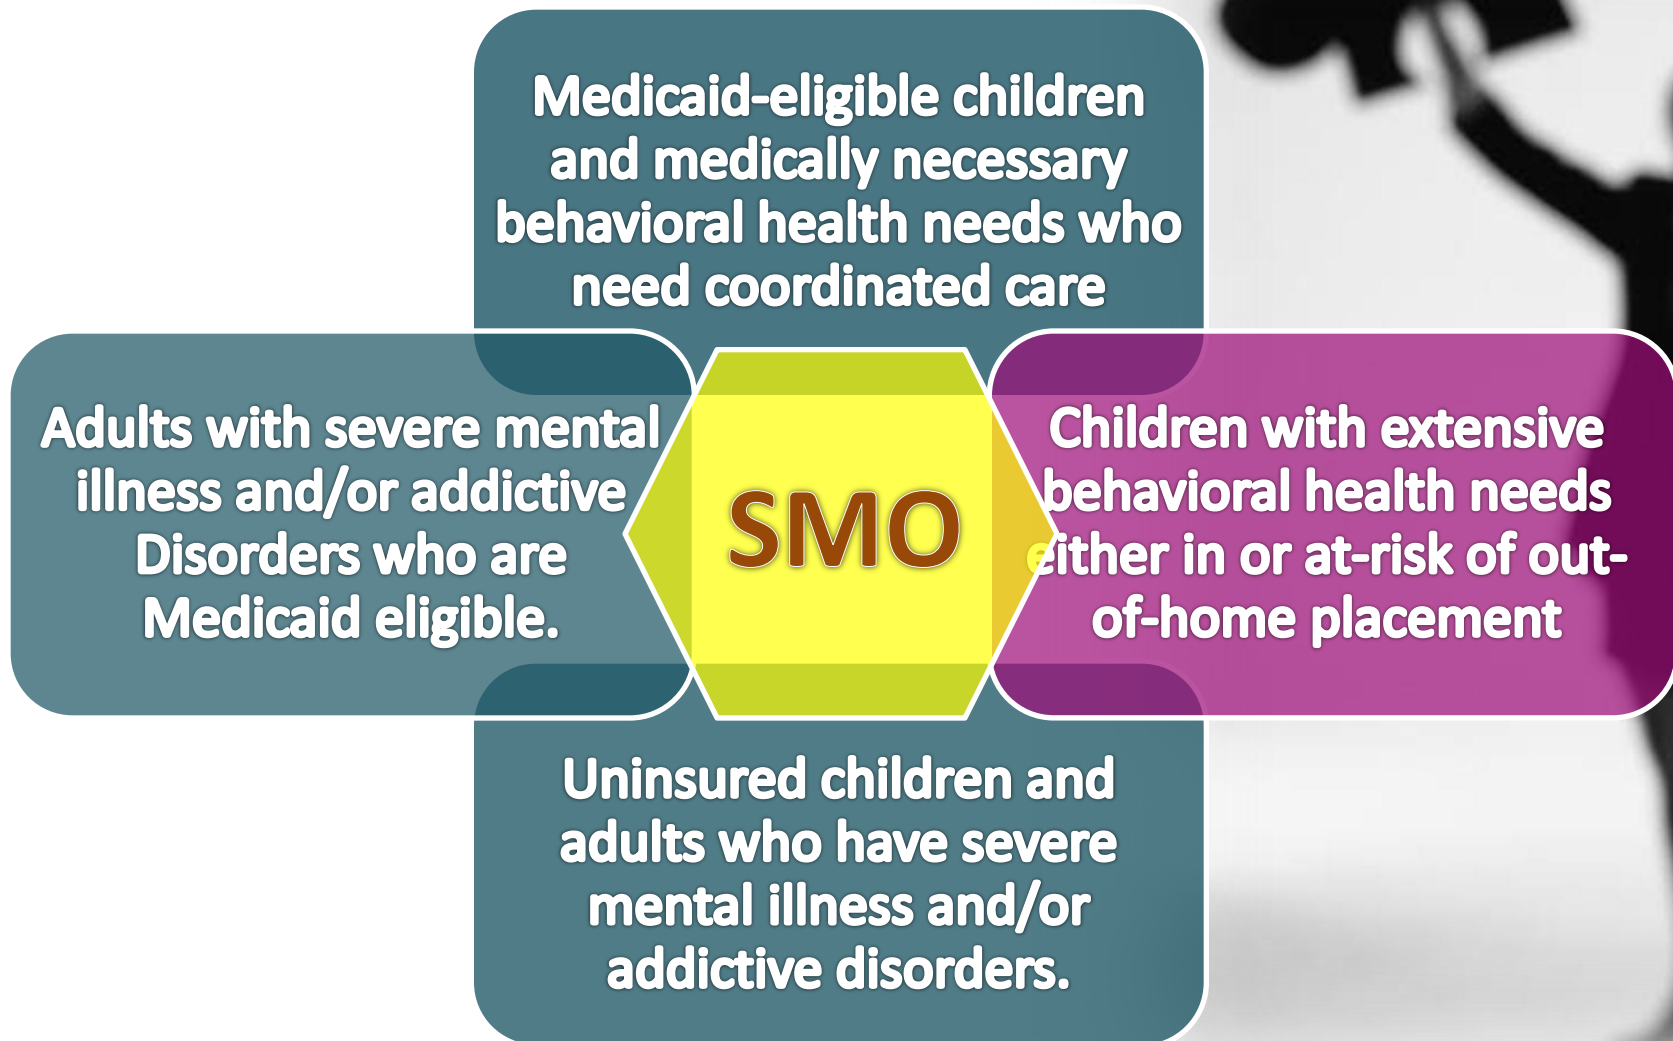 Medicaid-eligible children
and medically necessary
behavioral health needs who
need coordinated care
Adults with severe mental
illness and/or addictive
Disorders who are
Medicaid eligible.
SMO
Children with extensive
behavioral health needs
either in or at-risk of out-
of-home placement
Uninsured children and
adults who have severe
mental illness and/or
addictive disorders.